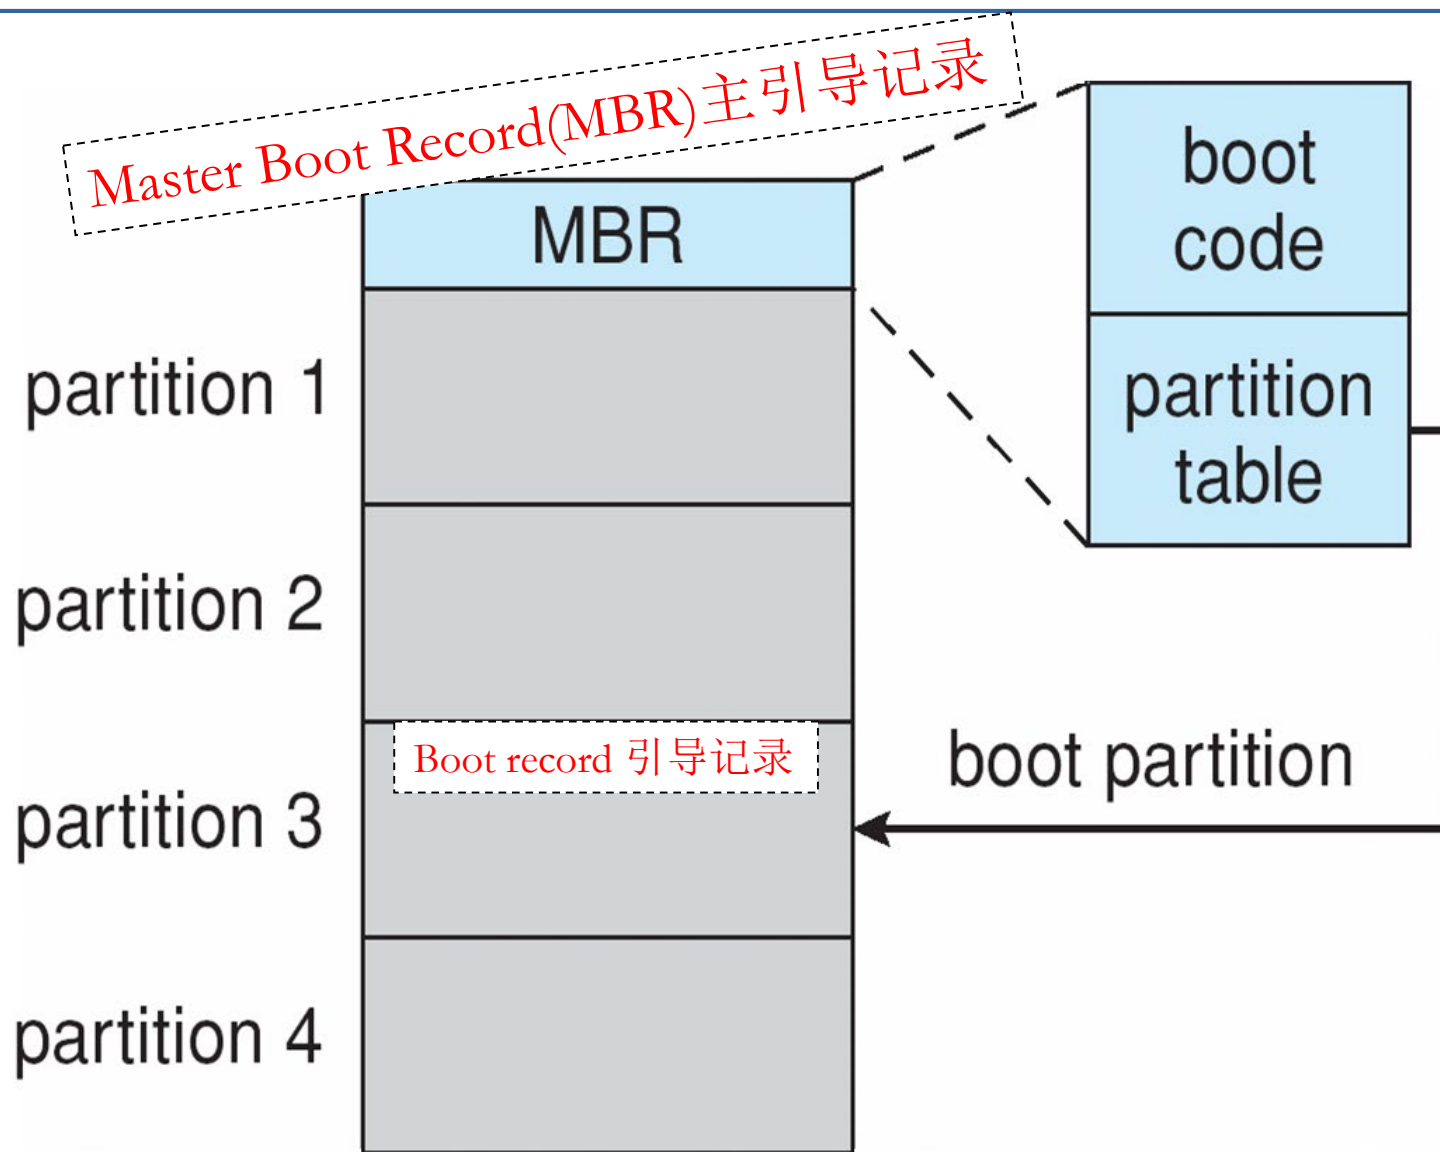 Master Boot Record(MBR)主引导记录
MBR
boot
code
partition
table
partition 1
partition 2
Boot record 引导记录
partition 3
boot partition
partition 4